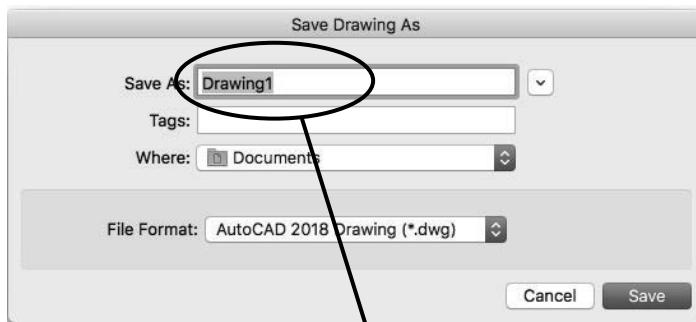 Save Drawing As
Save As: Drawing1
Tags:
Where: Documents
File Format: AutoCAD 2018 Drawing (*.dwg)
Cancel Save